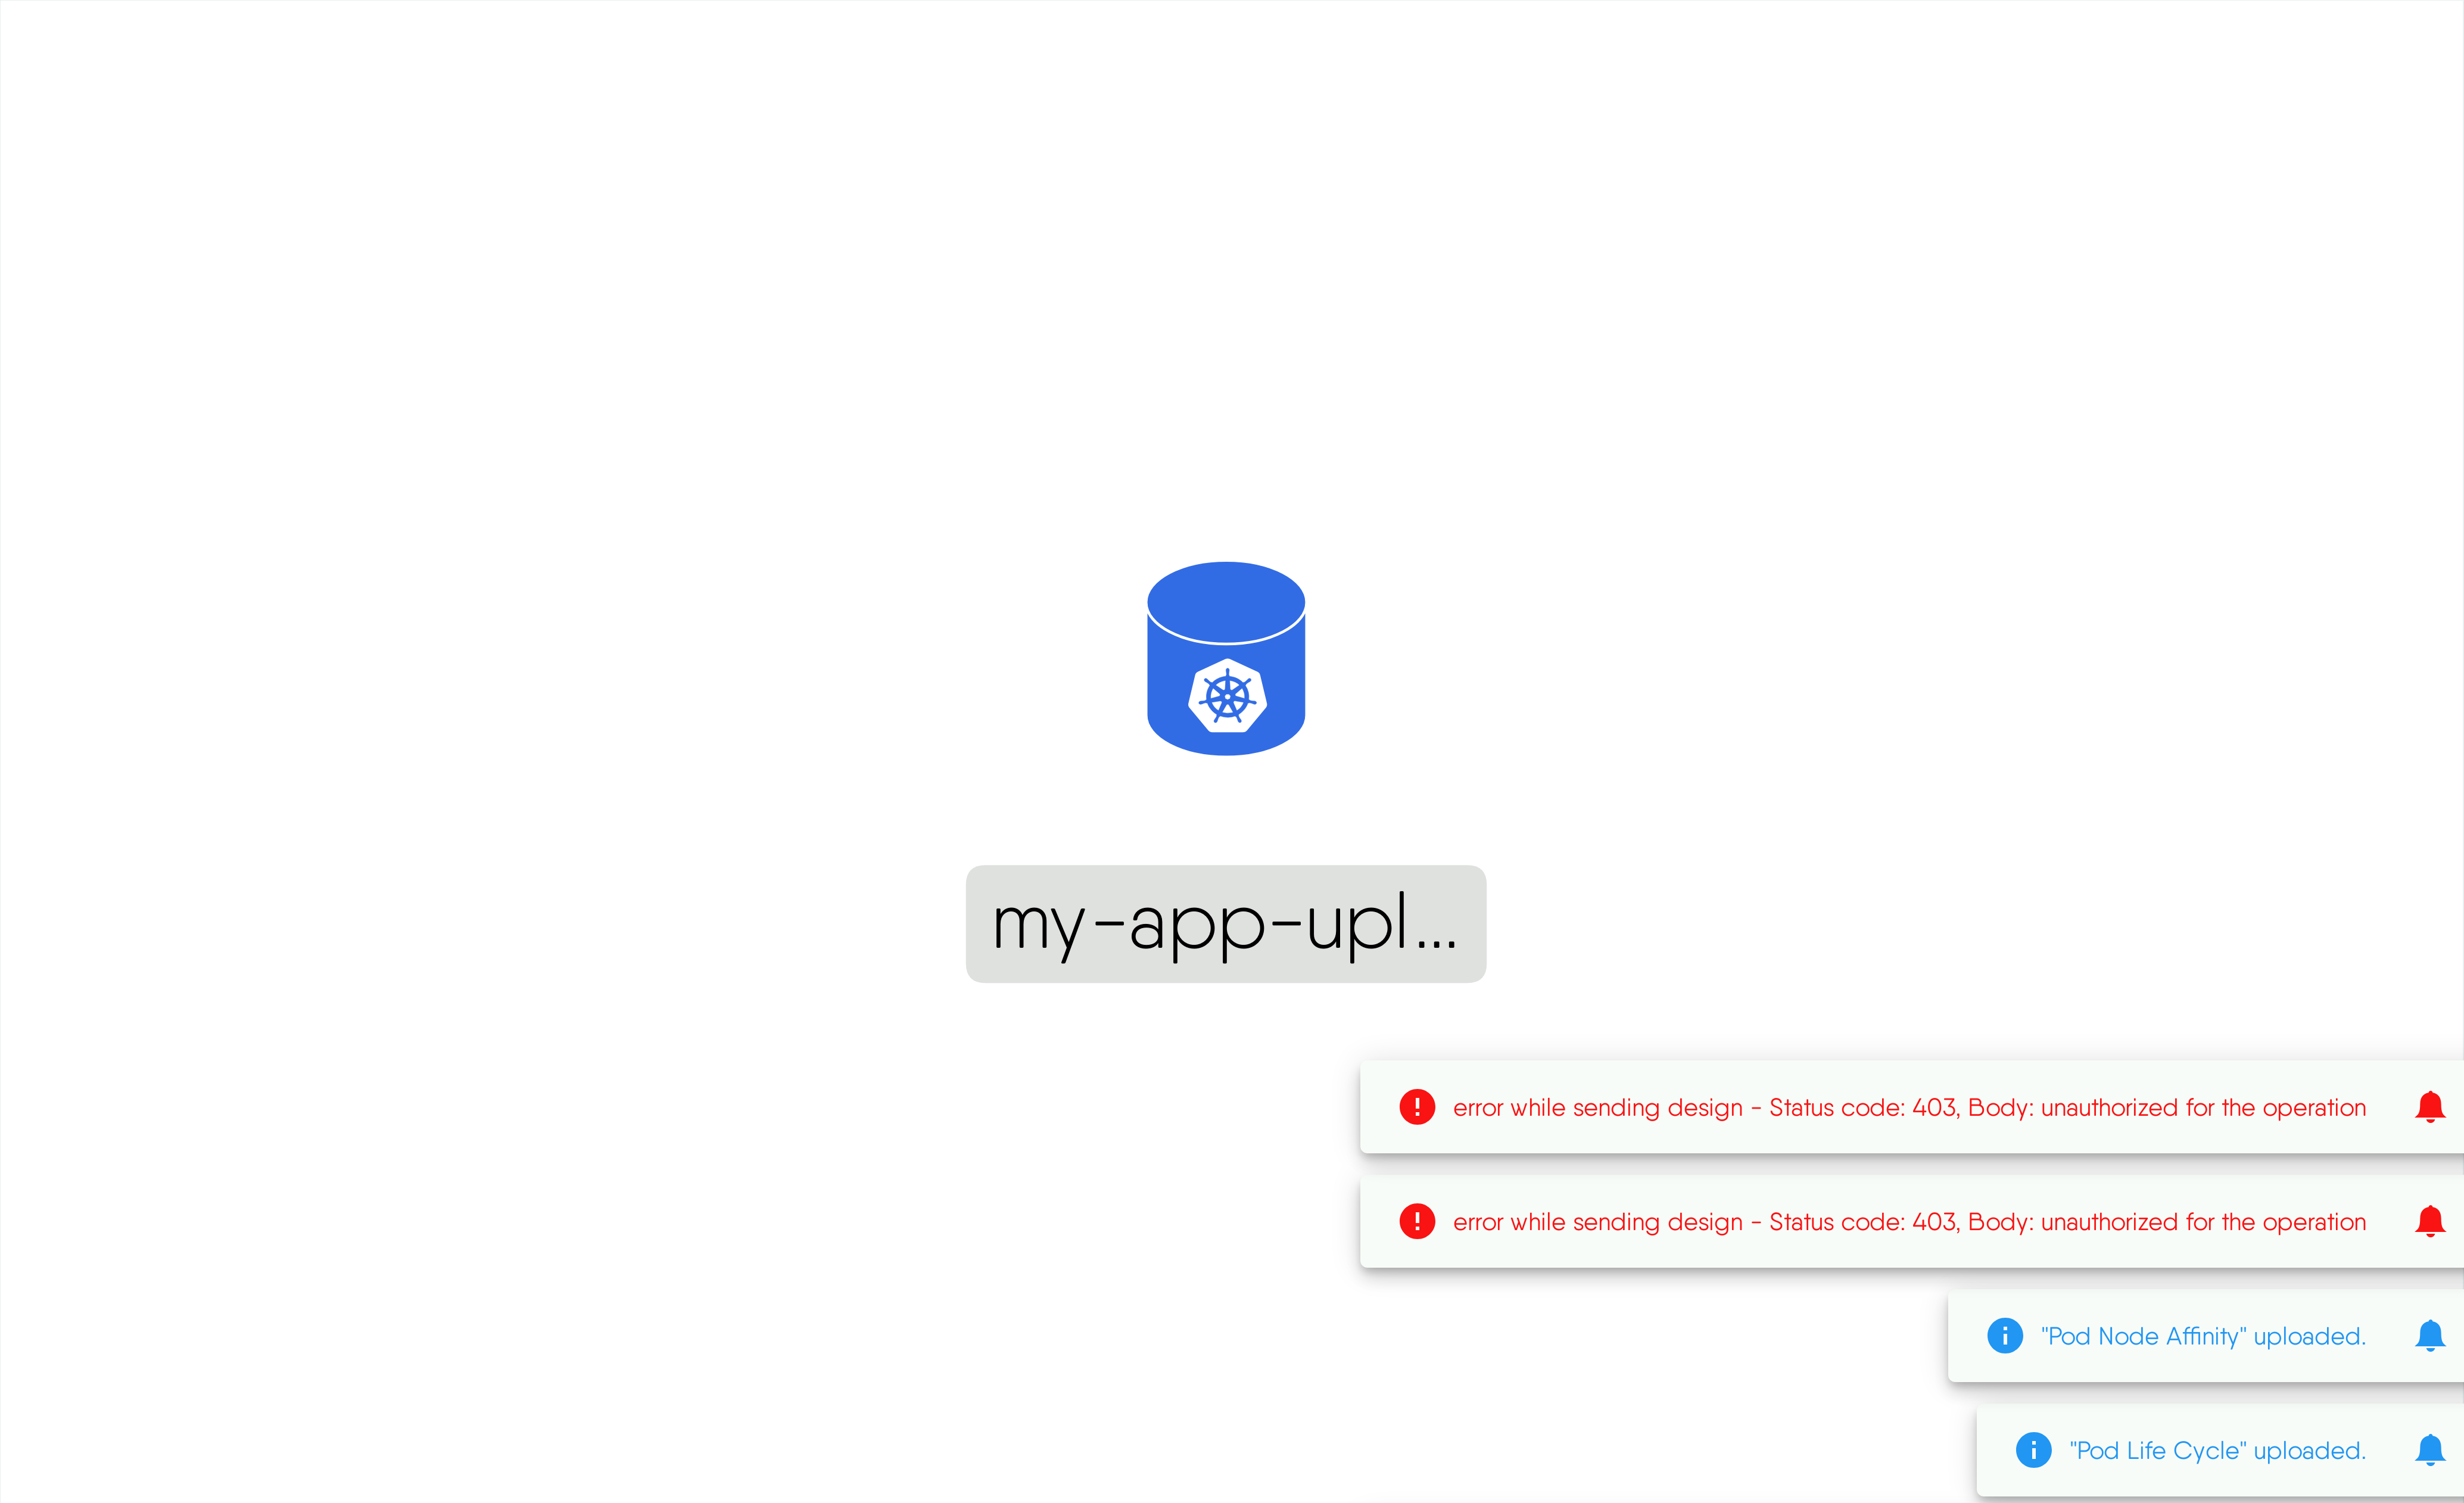 my-app-upl...
error while sending design - Status code: 403, Body: unauthorized for the operation
error while sending design - Status code: 403, Body: unauthorized for the operation
"Pod Node Affinity" uploaded.
"Pod Life Cycle" uploaded.